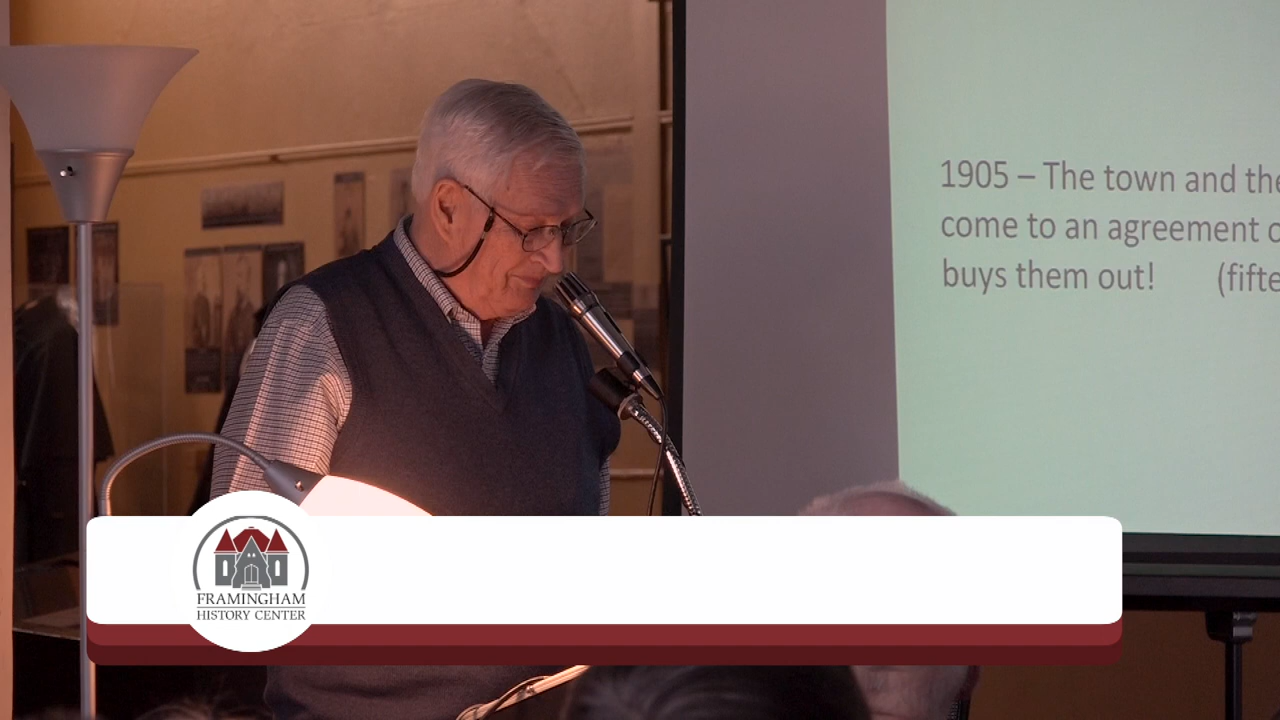 1905 – The town and the
come to an agreement
buys them out!
FRAMINGHAM
HISTORY CENTER